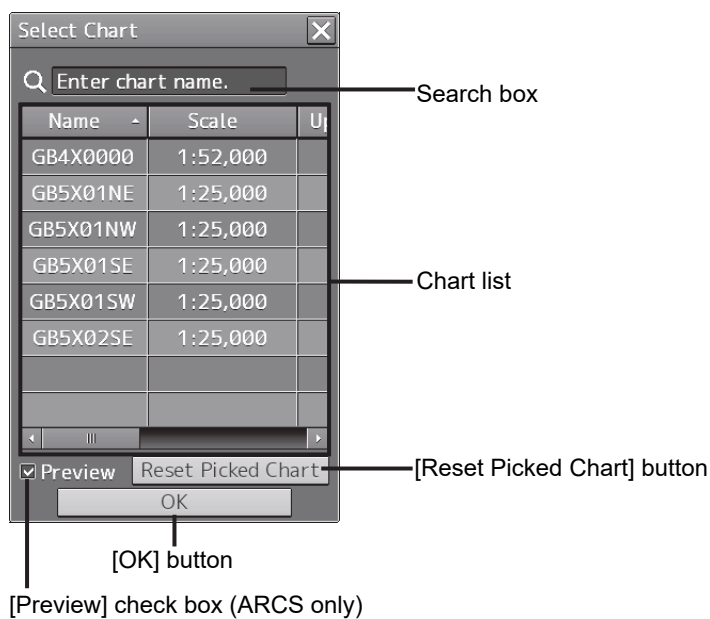 Select Chart
Enter chart name.
Search box
Name Scale Up
GB4X0000 1:52,000
GB5X01NE 1:25,000
GB5X01NW 1:25,000
GB5X01SE 1:25,000
Chart list
GB5X01SW 1:25,000
GB5X02SE 1:25,000
Preview Reset Picked Chart
[Reset Picked Chart] button
OK
[OK] button
[Preview] check box (ARCS only)